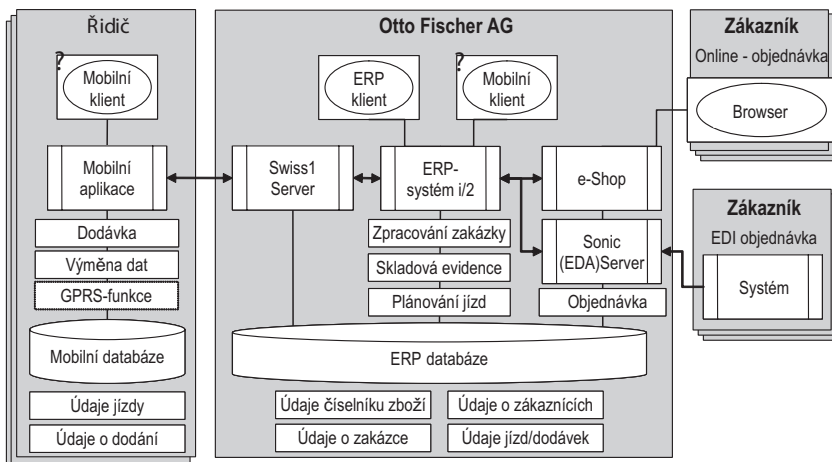 Řidič
?
Mobilní
klient
Mobilní
aplikace
Dodávka
Výměna dat
GPRS-funkce
Mobilní databáze
Údaje jízdy
Údaje o dodání
Otto Fischer AG
ERP
klient
?
Mobilní
klient
Swiss1
Server
ERP-
systém i/2
e-Shop
Zpracování zakázky
Skladová evidence
Plánování jízd
Sonic
(EDA)Server
Objednávka
ERP databáze
Údaje číselníku zboží
Údaje o zákaznících
Údaje o zakázce
Údaje jízd/dodávek
Zákazník
Online - objednávka
Browser
Zákazník
EDI objednávka
Systém